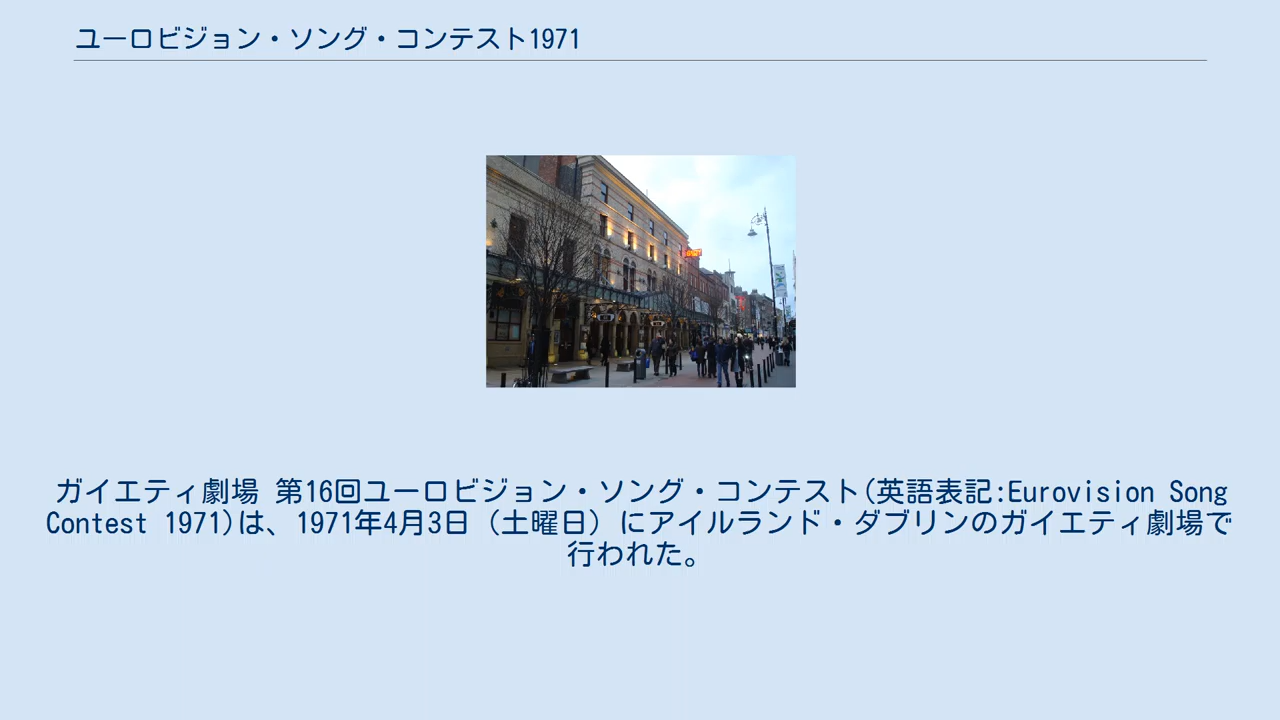 ユーロビジョン・ソング・コンテスト1971
ガイエティ劇場 第16回ユーロビジョン・ソング・コンテスト(英語表記:Eurovision Song
Contest 1971)は、1971年4月3日（土曜日）にアイルランド・ダブリンのガイエティ劇場で
行われた。